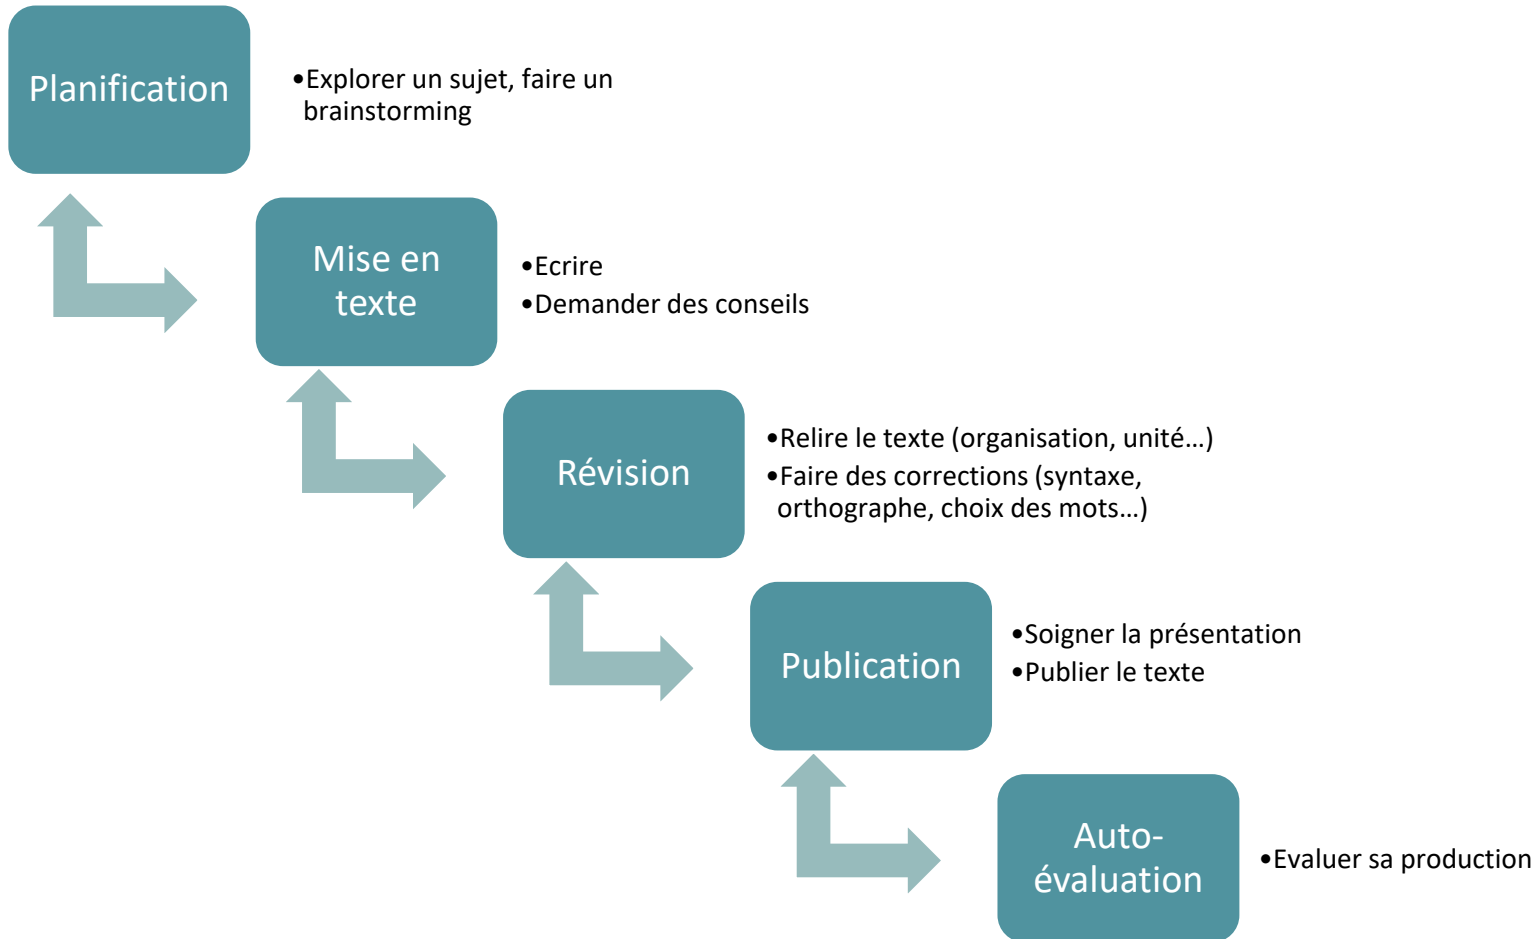 Planification
•Explorer un sujet, faire un
brainstorming
Mise en
texte
•Ecrire
•Demander des conseils
Révision
•Relire le texte (organisation, unité…)
•Faire des corrections (syntaxe,
orthographe, choix des mots…)
Publication
•Soigner la présentation
•Publier le texte
Auto-
évaluation
•Evaluer sa production